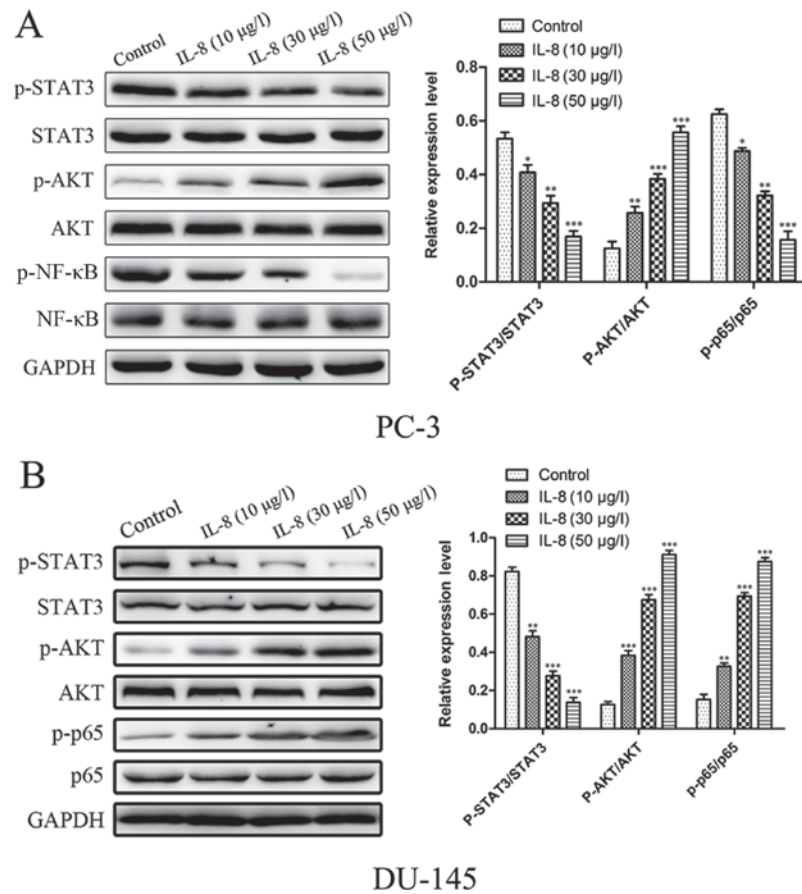 A
Control
IL-8 (10 μg/l)
IL-8 (30 μg/l)
IL-8 (50 μg/l)
p-STAT3
STAT3
p-AKT
AKT
p-NF-κB
NF-κB
GAPDH
Control
IL-8 (10 μg/l)
IL-8 (30 μg/l)
IL-8 (50 μg/l)
Relative expression level
0.8
0.6
0.4
0.2
0.0
* ** *** ** *** *** * ** ***
P-STAT3/STAT3
P-AKT/AKT
p-p65/p65
PC-3
B
Control
IL-8 (10 μg/l)
IL-8 (30 μg/l)
IL-8 (50 μg/l)
p-STAT3
STAT3
p-AKT
AKT
p-p65
p65
GAPDH
Control
IL-8 (10 μg/l)
IL-8 (30 μg/l)
IL-8 (50 μg/l)
Relative expression level
1.0
0.8
0.6
0.4
0.2
0.0
** *** *** *** *** *** ** *** ***
P-STAT3/STAT3
P-AKT/AKT
p-p65/p65
DU-145